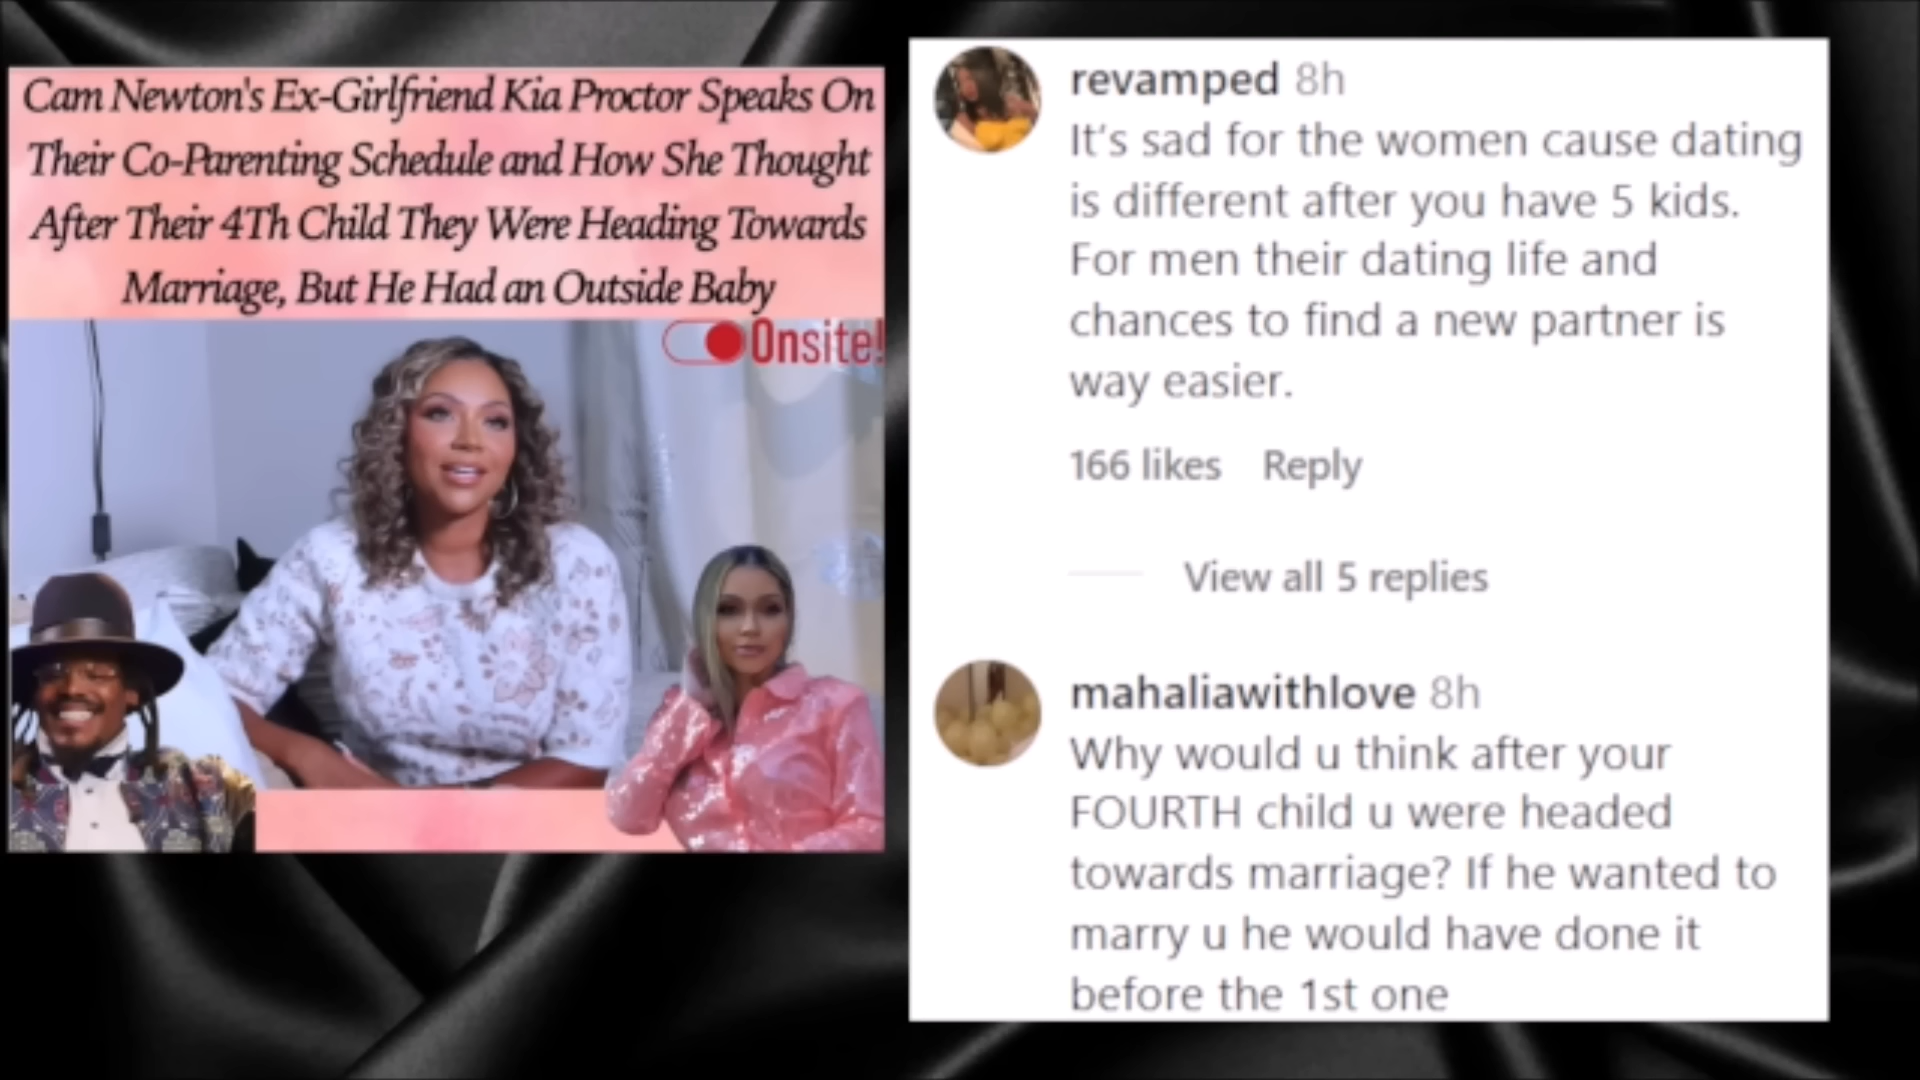 Cam Newton's Ex-Girlfriend Kia Proctor Speaks On
Their Co-Parenting Schedule and How She Thought
After Their 4Th Child They Were Heading Towards
Marriage, But He Had an Outside Baby
Onsite!
revamped 8h
It's sad for the women cause dating
is different after you have 5 kids.
For men their dating life and
chances to find a new partner is
way easier.
166 likes Reply
View all 5 replies
mahaliawithlove 8h
Why would u think after your
FOURTH child u were headed
towards marriage? If he wanted to
marry u he would have done it
before the 1st one